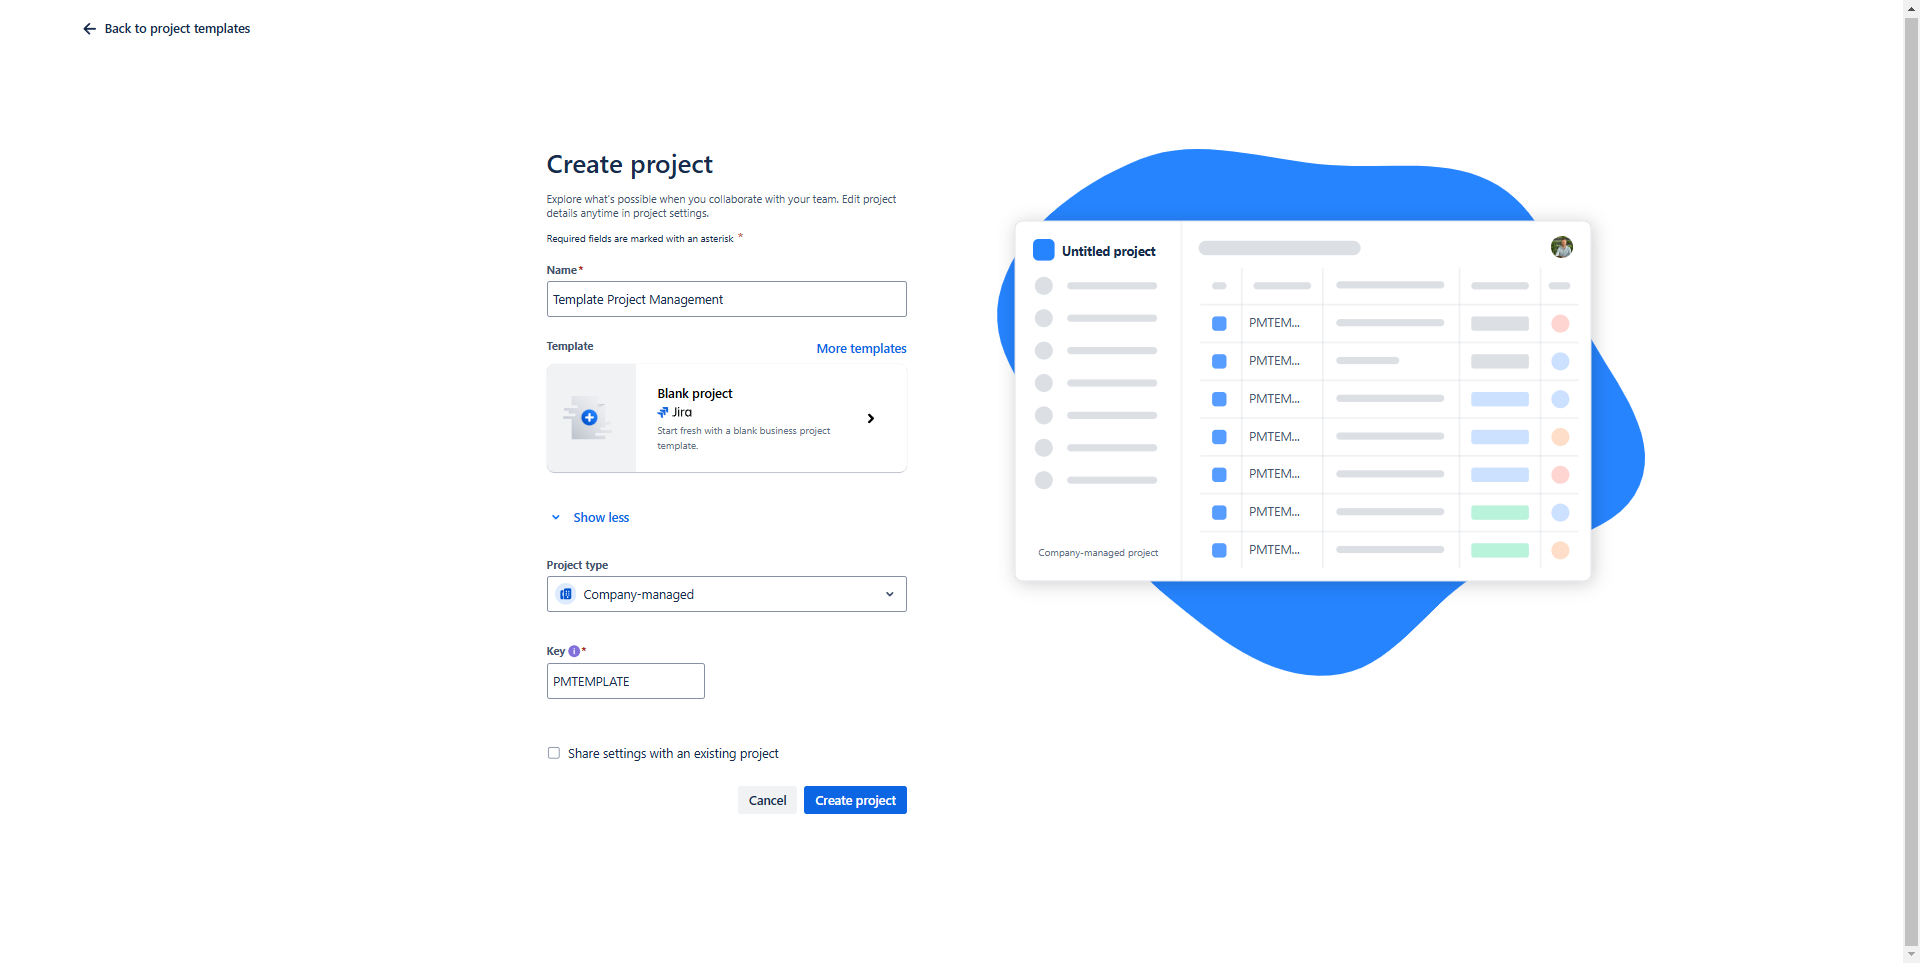 Back to project templates
Create project
Explore what's possible when you collaborate with your team. Edit project
details anytime in project settings.
Required fields are marked with an asterisk *
Name*
Template Project Management
Template
More templates
Blank project
Jira
Start fresh with a blank business project
template.
Show less
Project type
Company-managed
Key i*
PMTEMPLATE
Share settings with an existing project
Cancel
Create project
Untitled project
PMTEM...
PMTEM...
PMTEM...
PMTEM...
PMTEM...
PMTEM...
PMTEM...
Company-managed project